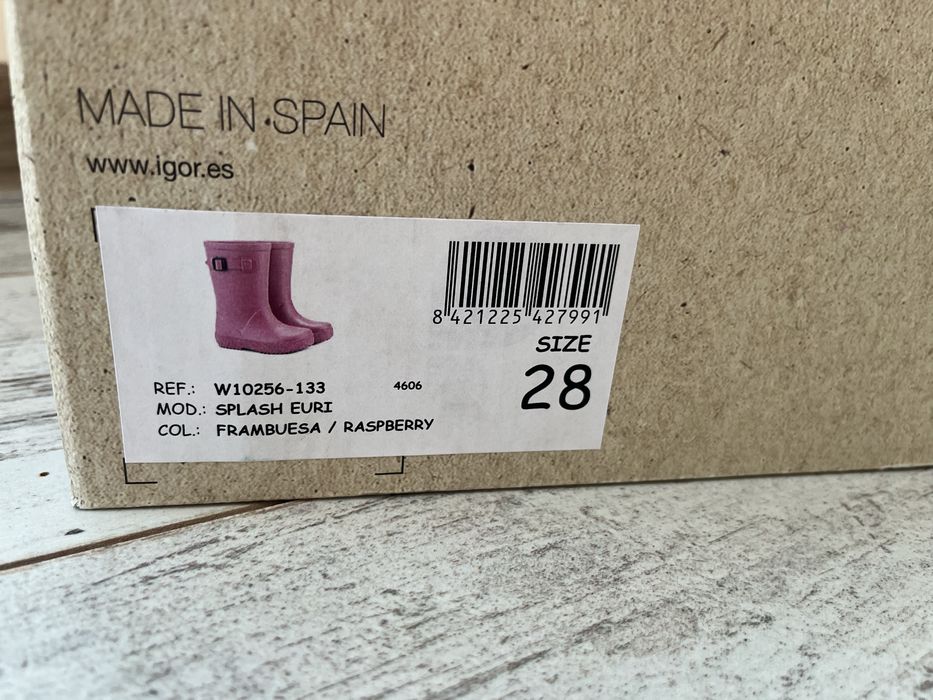 MADE IN SPAIN
www.igor.es
8 421225 427991
SIZE
28
REF.: W10256-133 4606
MOD.: SPLASH EURI
COL.: FRAMBUESA / RASPBERRY